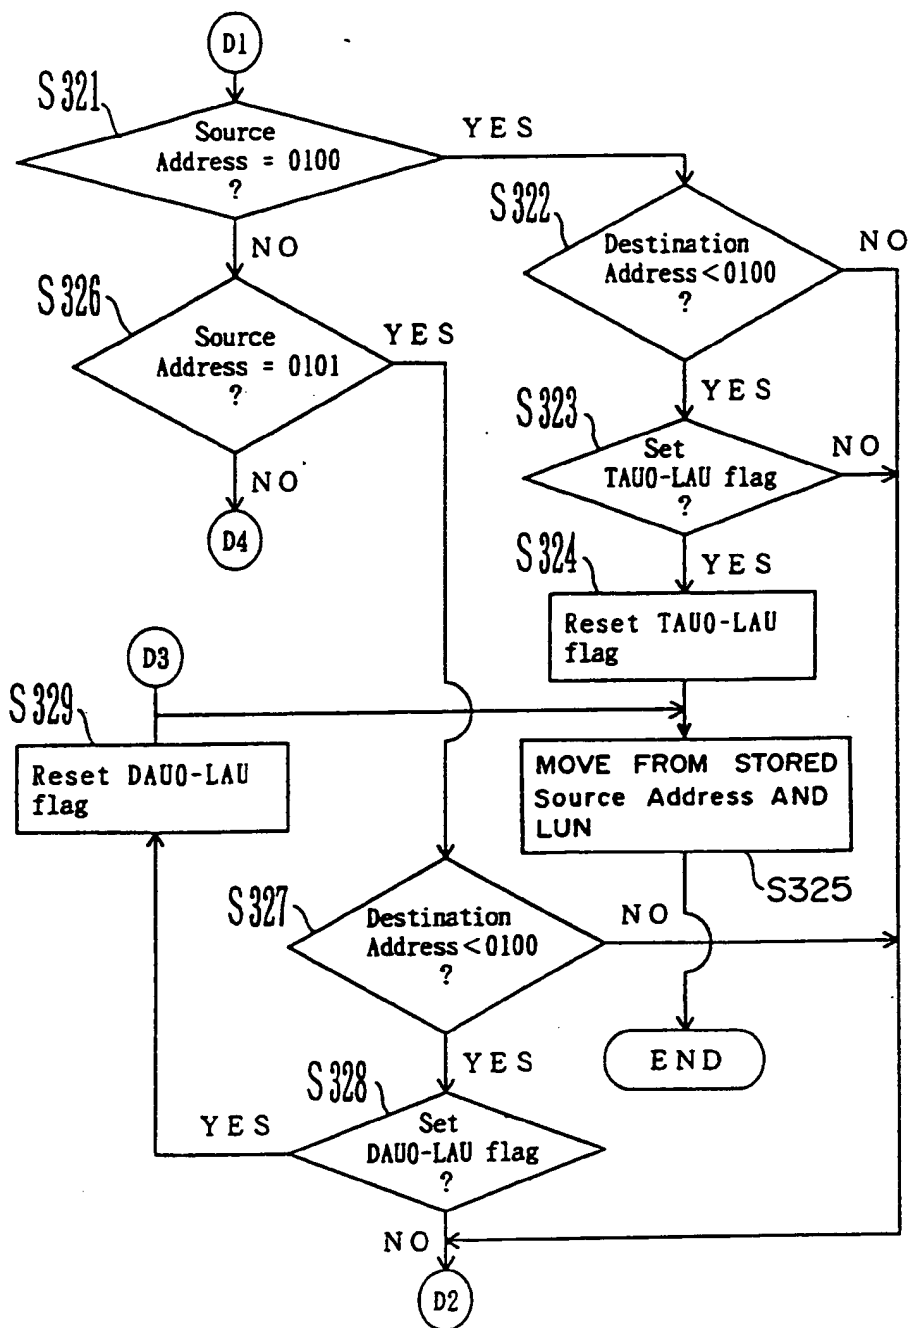 D1
S321
Source
Address = 0100
?
YES
NO
S322
Destination
Address<0100
?
NO
YES
S326
Source
Address = 0101
?
YES
NO
D4
S323
Set
TAU0-LAU flag
?
NO
YES
S324
Reset TAU0-LAU
flag
D3
S329
Reset DAU0-LAU
flag
MOVE FROM STORED
Source Address AND
LUN
S325
S327
Destination
Address<0100
?
NO
YES
END
S328
Set
DAU0-LAU flag
?
YES
NO
D2